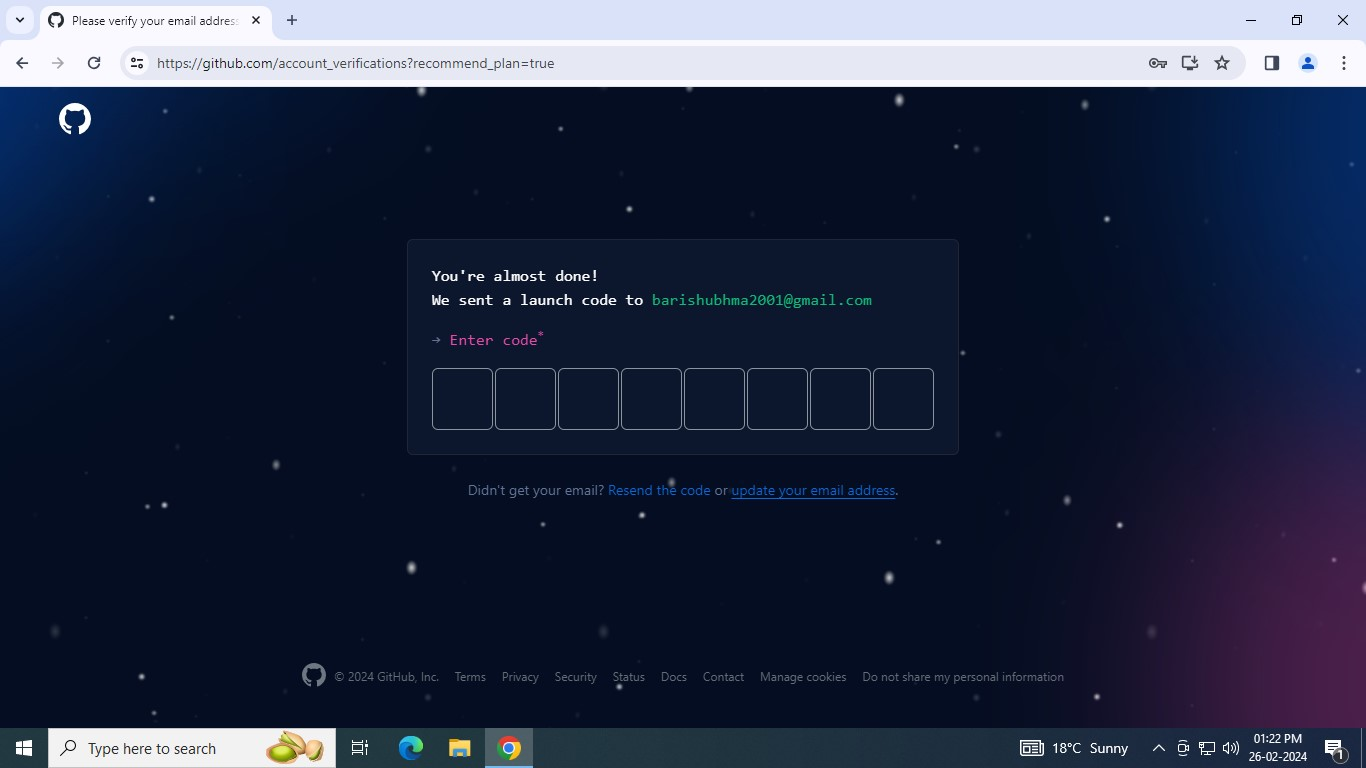 Please verify your email address
https://github.com/account_verifications?recommend_plan=true
You're almost done!
We sent a launch code to barishubhma2001@gmail.com
→ Enter code*
Didn't get your email? Resend the code or update your email address.
© 2024 GitHub, Inc. Terms Privacy Security Status Docs Contact Manage cookies Do not share my personal information
Type here to search
18°C Sunny
01:22 PM
26-02-2024
1